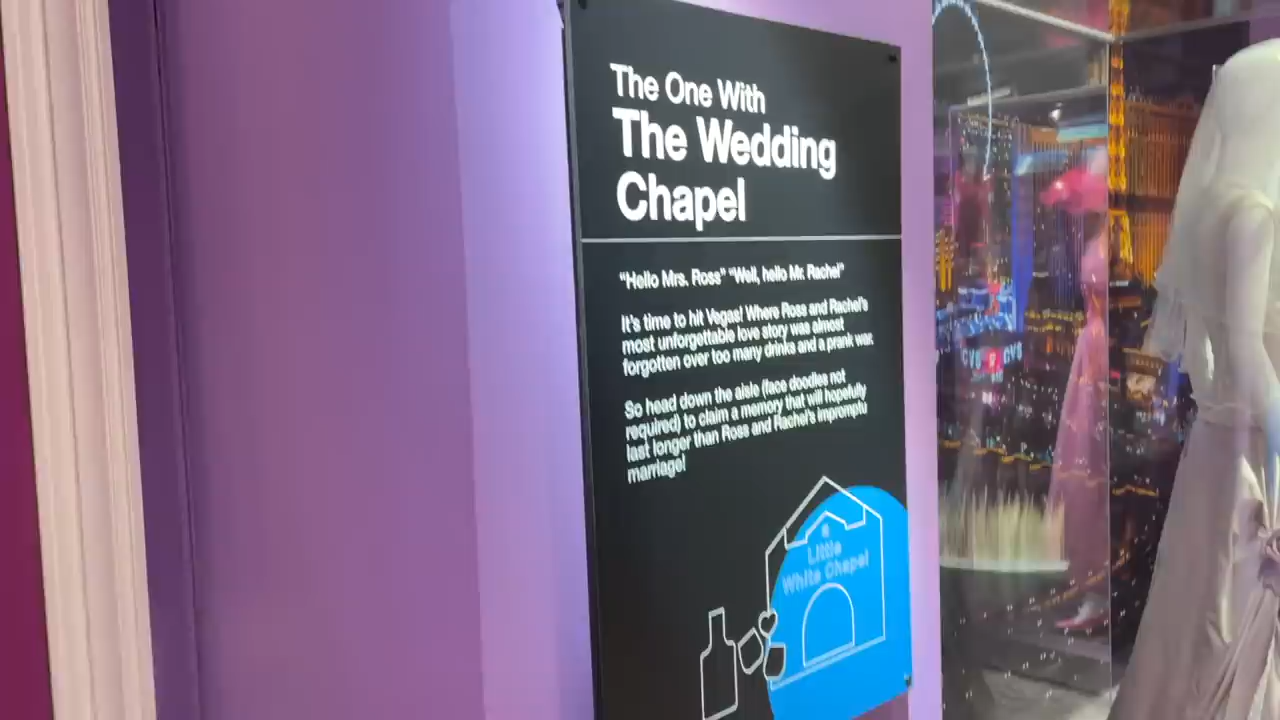 The One With
The Wedding
Chapel
"Hello Mrs. Ross" "Well, hello Mr. Rachel"
It's time to hit Vegas! Where Ross and Rachel's
most unforgettable love story was almost
forgotten over too many drinks and a prank war.
So head down the aisle (face doodles not
required) to claim a memory that will hopefully
last longer than Ross and Rachel's impromptu
marriage!
Little
White Chapel
CVS
CVS